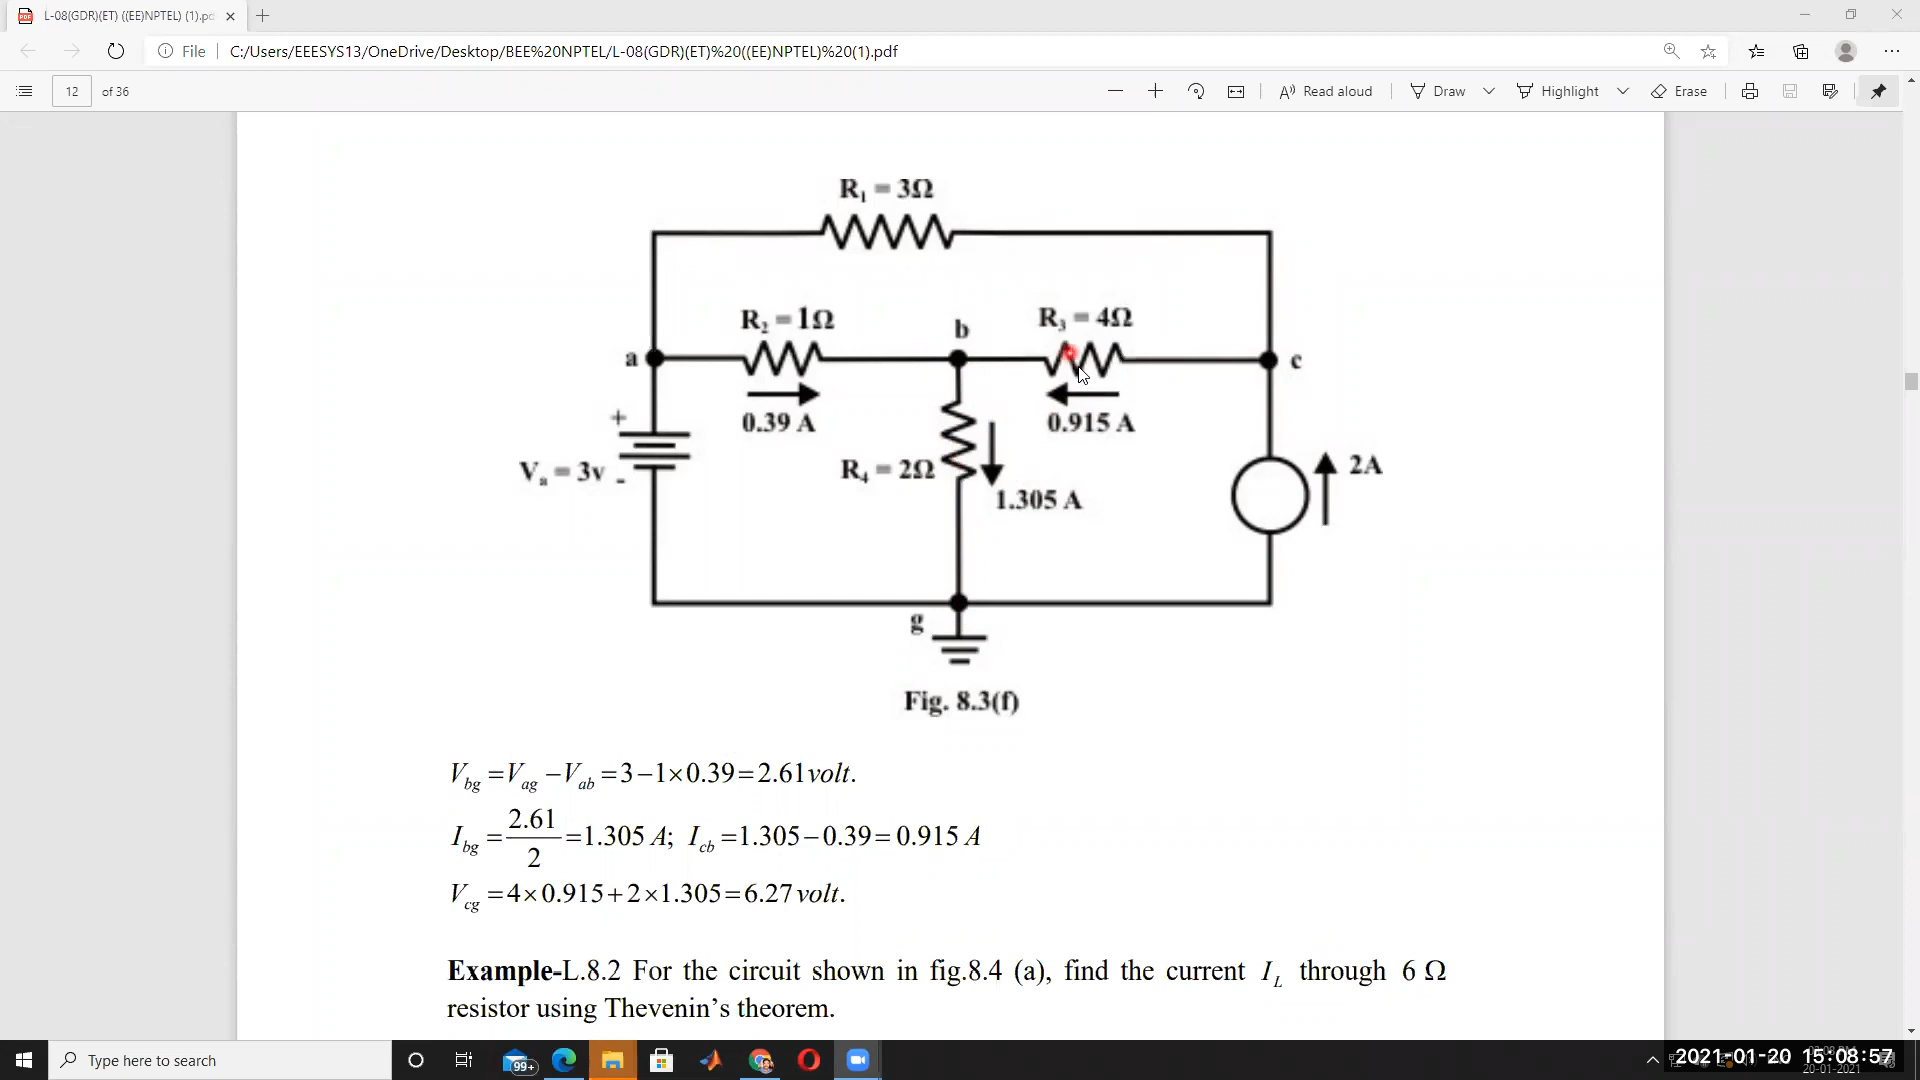 L-08(GDR)(ET) ((EE)NPTEL) (1).pd
File
C:/Users/EEESYS13/OneDrive/Desktop/BEE%20NPTEL/L-08(GDR)(ET)%20((EE)NPTEL)%20(1).pdf
12 of 36
Read aloud
Draw
Highlight
Erase
R₁ = 3Ω
R₂ = 1Ω
b
R₃ = 4Ω
a
c
0.39 A
0.915 A
+
Vₐ = 3v
-
R₄ = 2Ω
2A
1.305 A
g
Fig. 8.3(f)
V_bg = V_ag − V_ab = 3 − 1 × 0.39 = 2.61 volt.
I_bg = 2.61/2 = 1.305 A; I_cb = 1.305 − 0.39 = 0.915 A
V_cg = 4 × 0.915 + 2 × 1.305 = 6.27 volt.
Example-L.8.2 For the circuit shown in fig.8.4 (a), find the current I_L through 6 Ω
resistor using Thevenin's theorem.
Type here to search
99+
2021-01-20 15:08:57
20-01-2021